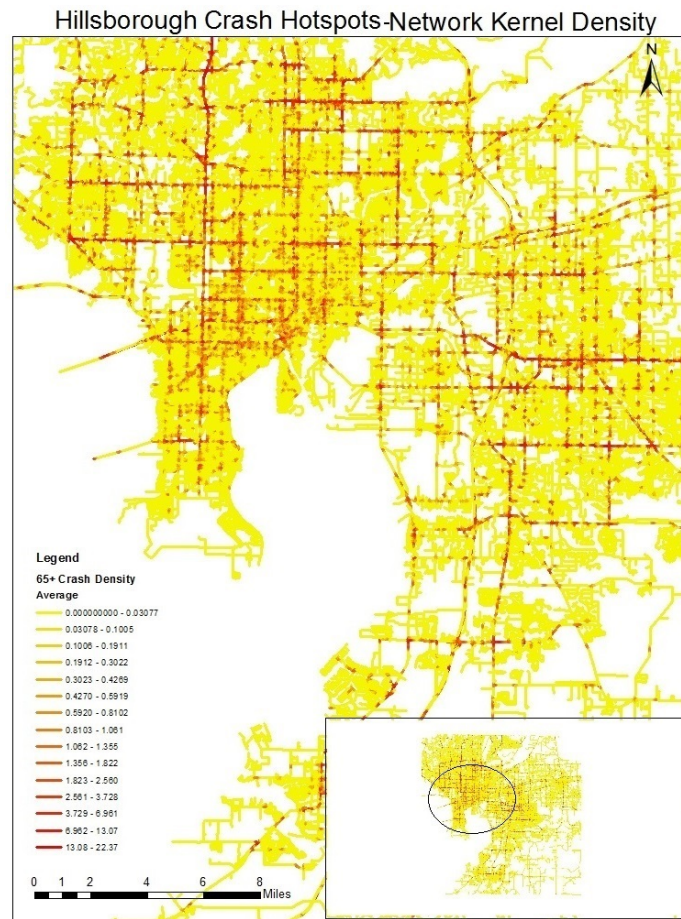 Hillsborough Crash Hotspots-Network Kernel Density
N
Legend
65+ Crash Density
Average
0.000000000 - 0.03077
0.03078 - 0.1005
0.1006 - 0.1911
0.1912 - 0.3022
0.3023 - 0.4269
0.4270 - 0.5919
0.5920 - 0.8102
0.8103 - 1.061
1.062 - 1.355
1.356 - 1.822
1.823 - 2.560
2.561 - 3.728
3.729 - 6.961
6.962 - 13.07
13.08 - 22.37
0 1 2 4 6 8
Miles